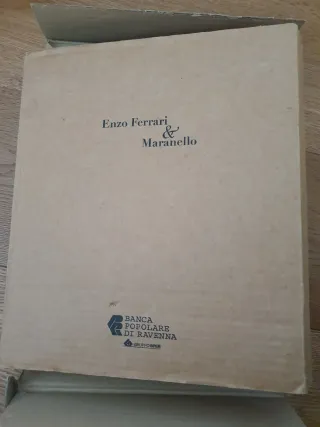 Enzo Ferrari
&
Maranello
BANCA
POPOLARE
DI RAVENNA